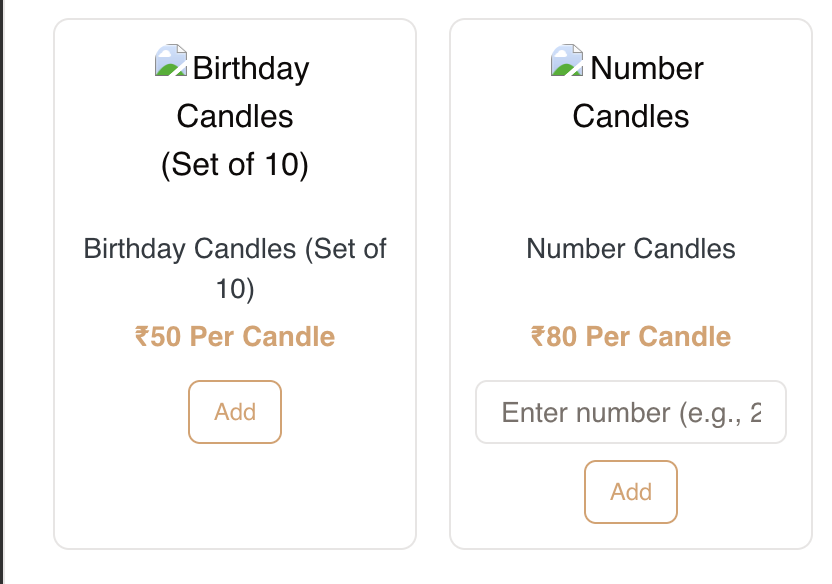 Birthday
Candles
(Set of 10)
Birthday Candles (Set of
10)
₹50 Per Candle
Add
Number
Candles
Number Candles
₹80 Per Candle
Enter number (e.g., 2
Add